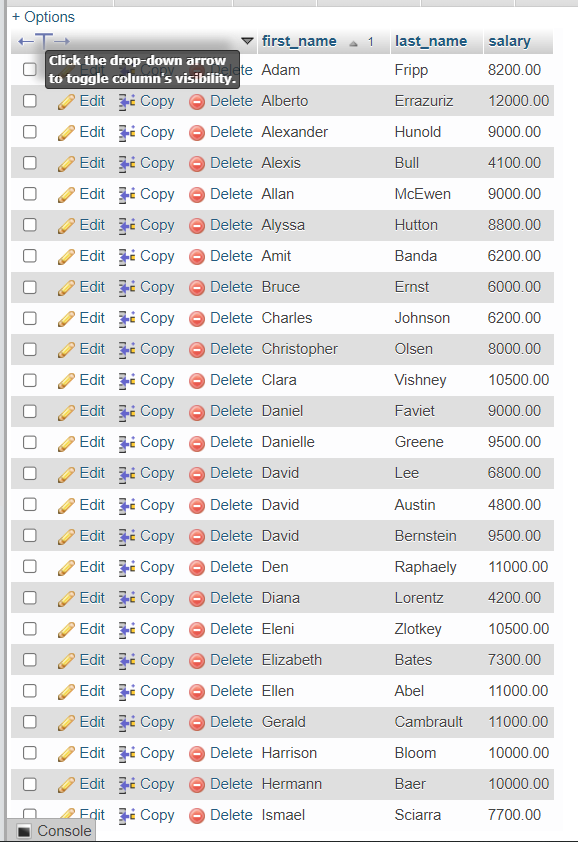 + Options
←T→ first_name 1 last_name salary
Click the drop-down arrow
to toggle column's visibility.
Adam Fripp 8200.00
Edit Copy Delete Alberto Errazuriz 12000.00
Edit Copy Delete Alexander Hunold 9000.00
Edit Copy Delete Alexis Bull 4100.00
Edit Copy Delete Allan McEwen 9000.00
Edit Copy Delete Alyssa Hutton 8800.00
Edit Copy Delete Amit Banda 6200.00
Edit Copy Delete Bruce Ernst 6000.00
Edit Copy Delete Charles Johnson 6200.00
Edit Copy Delete Christopher Olsen 8000.00
Edit Copy Delete Clara Vishney 10500.00
Edit Copy Delete Daniel Faviet 9000.00
Edit Copy Delete Danielle Greene 9500.00
Edit Copy Delete David Lee 6800.00
Edit Copy Delete David Austin 4800.00
Edit Copy Delete David Bernstein 9500.00
Edit Copy Delete Den Raphaely 11000.00
Edit Copy Delete Diana Lorentz 4200.00
Edit Copy Delete Eleni Zlotkey 10500.00
Edit Copy Delete Elizabeth Bates 7300.00
Edit Copy Delete Ellen Abel 11000.00
Edit Copy Delete Gerald Cambrault 11000.00
Edit Copy Delete Harrison Bloom 10000.00
Edit Copy Delete Hermann Baer 10000.00
Edit Copy Delete Ismael Sciarra 7700.00
Console